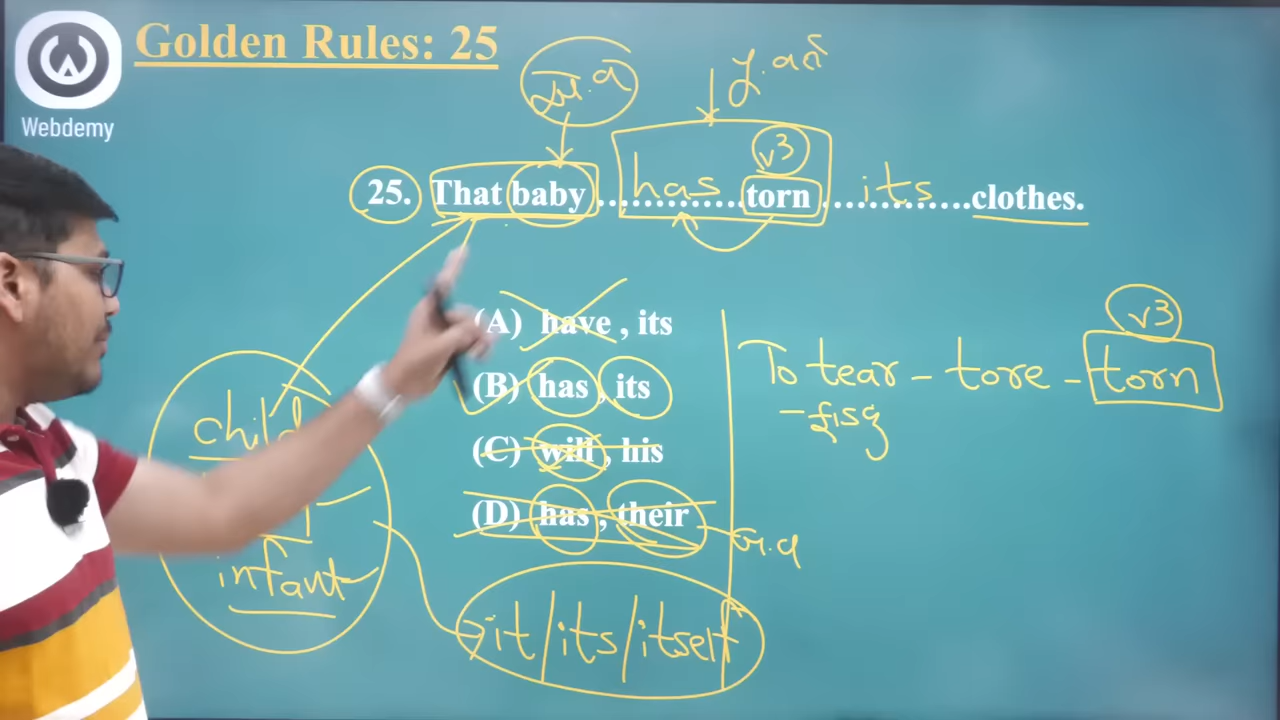 Golden Rules: 25
Webdemy
એ.વ
પૂ.કા
v3
25. That baby ............ has torn ............ its clothes.
(A) have , its
(B) has , its
(C) will , his
(D) has , their
To tear – tore – torn
v3
child
infant
it/its/itself